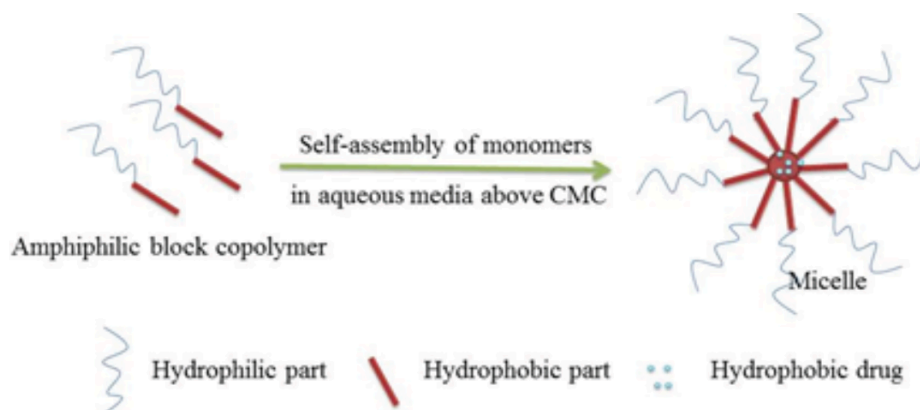 Self-assembly of monomers
in aqueous media above CMC
Amphiphilic block copolymer
Micelle
Hydrophilic part
Hydrophobic part
Hydrophobic drug